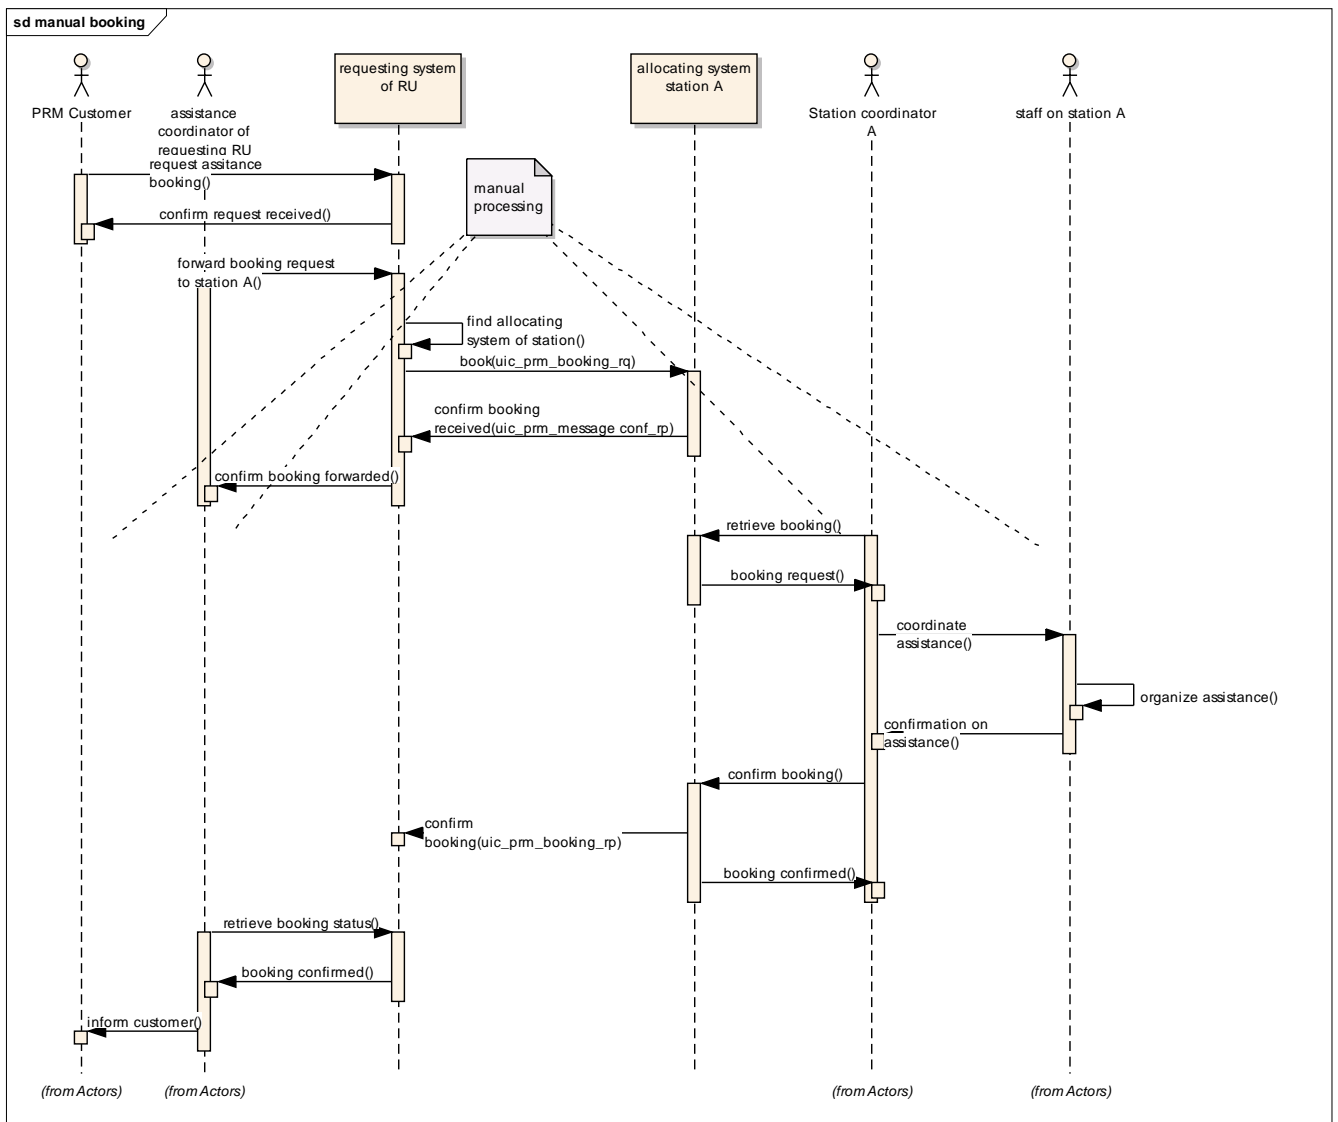 sd manual booking
PRM Customer
assistance
coordinator of
requesting RU
requesting system
of RU
allocating system
station A
Station coordinator
A
staff on station A
request assitance
booking()
manual
processing
confirm request received()
forward booking request
to station A()
find allocating
system of station()
book(uic_prm_booking_rq)
confirm booking
received(uic_prm_message conf_rp)
confirm booking forwarded()
retrieve booking()
booking request()
coordinate
assistance()
organize assistance()
confirmation on
assistance()
confirm booking()
confirm
booking(uic_prm_booking_rp)
booking confirmed()
retrieve booking status()
booking confirmed()
inform customer()
(from Actors)
(from Actors)
(from Actors)
(from Actors)